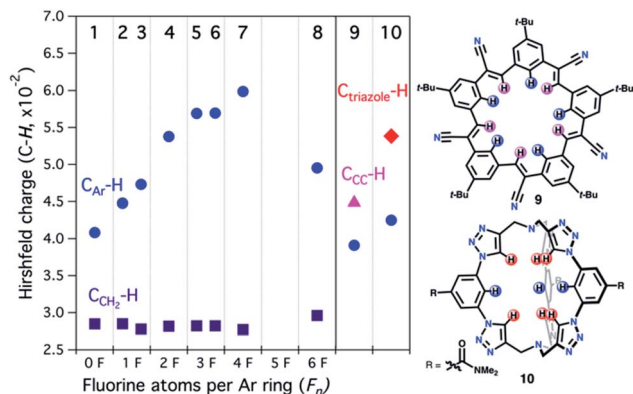 7.0
6.5
6.0
5.5
5.0
4.5
4.0
3.5
3.0
2.5
Hirshfeld charge (C-H, x10⁻²)
1 2 3 4 5 6 7 8 9 10
C_Ar-H
C_CH₂-H
C_triazole-H
C_CC-H
0 F 1 F 2 F 3 F 4 F 5 F 6 F
Fluorine atoms per Ar ring (Fₙ)
t-Bu
N
N
t-Bu
t-Bu
H
H
H
H
H
H
H
H
H
H
N
N
t-Bu
t-Bu
N
9
N
N
N
N
N
N
N
N
H
H H
R
H
H H
R
R
H
H H
N
N
N
N
N
N
N
N
R =
O
NMe₂
10